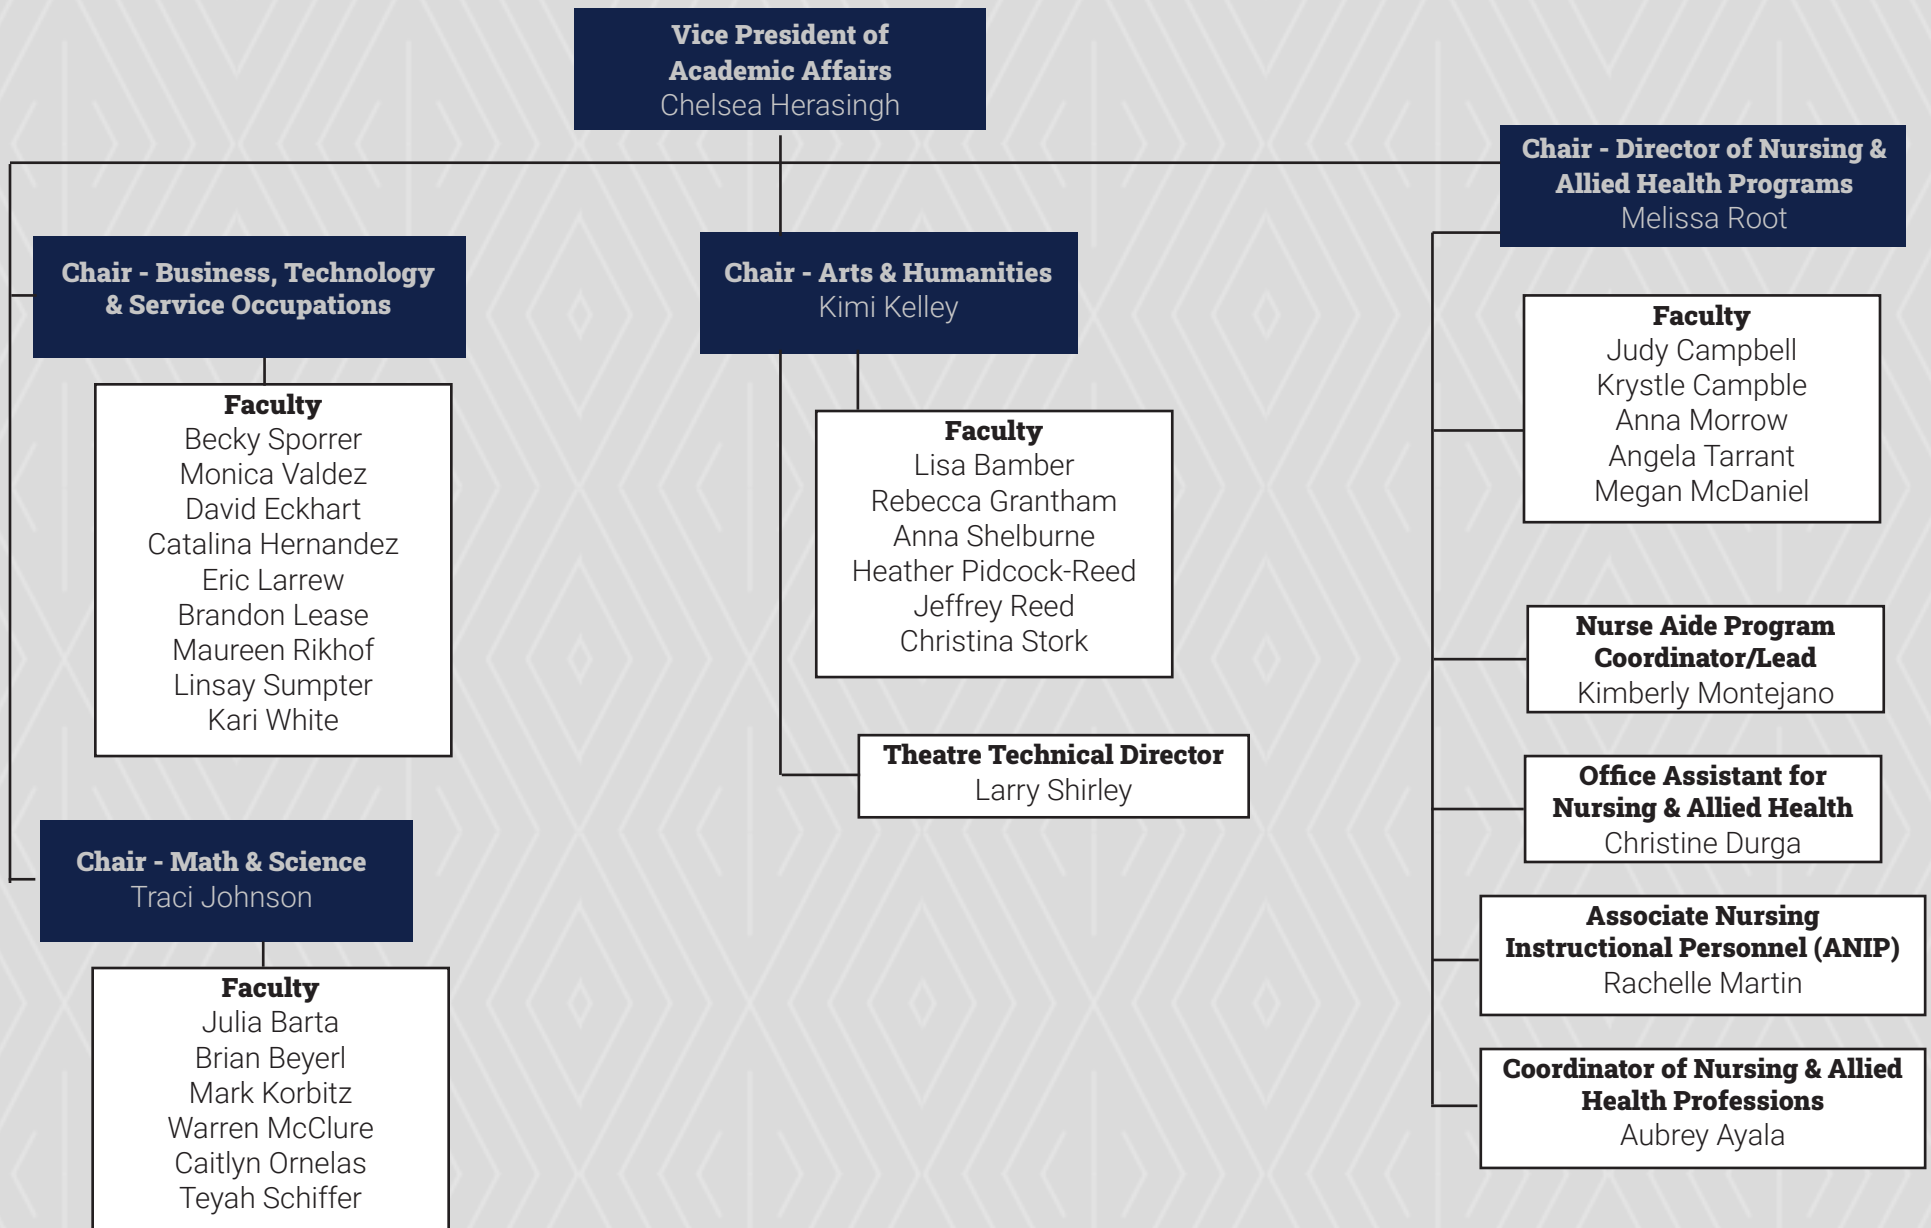 Vice President of
Academic Affairs
Chelsea Herasingh
Chair - Business, Technology
& Service Occupations
Faculty
Becky Sporrer
Monica Valdez
David Eckhart
Catalina Hernandez
Eric Larrew
Brandon Lease
Maureen Rikhof
Linsay Sumpter
Kari White
Chair - Math & Science
Traci Johnson
Faculty
Julia Barta
Brian Beyerl
Mark Korbitz
Warren McClure
Caitlyn Ornelas
Teyah Schiffer
Chair - Arts & Humanities
Kimi Kelley
Faculty
Lisa Bamber
Rebecca Grantham
Anna Shelburne
Heather Pidcock-Reed
Jeffrey Reed
Christina Stork
Theatre Technical Director
Larry Shirley
Chair - Director of Nursing &
Allied Health Programs
Melissa Root
Faculty
Judy Campbell
Krystle Campble
Anna Morrow
Angela Tarrant
Megan McDaniel
Nurse Aide Program
Coordinator/Lead
Kimberly Montejano
Office Assistant for
Nursing & Allied Health
Christine Durga
Associate Nursing
Instructional Personnel (ANIP)
Rachelle Martin
Coordinator of Nursing & Allied
Health Professions
Aubrey Ayala